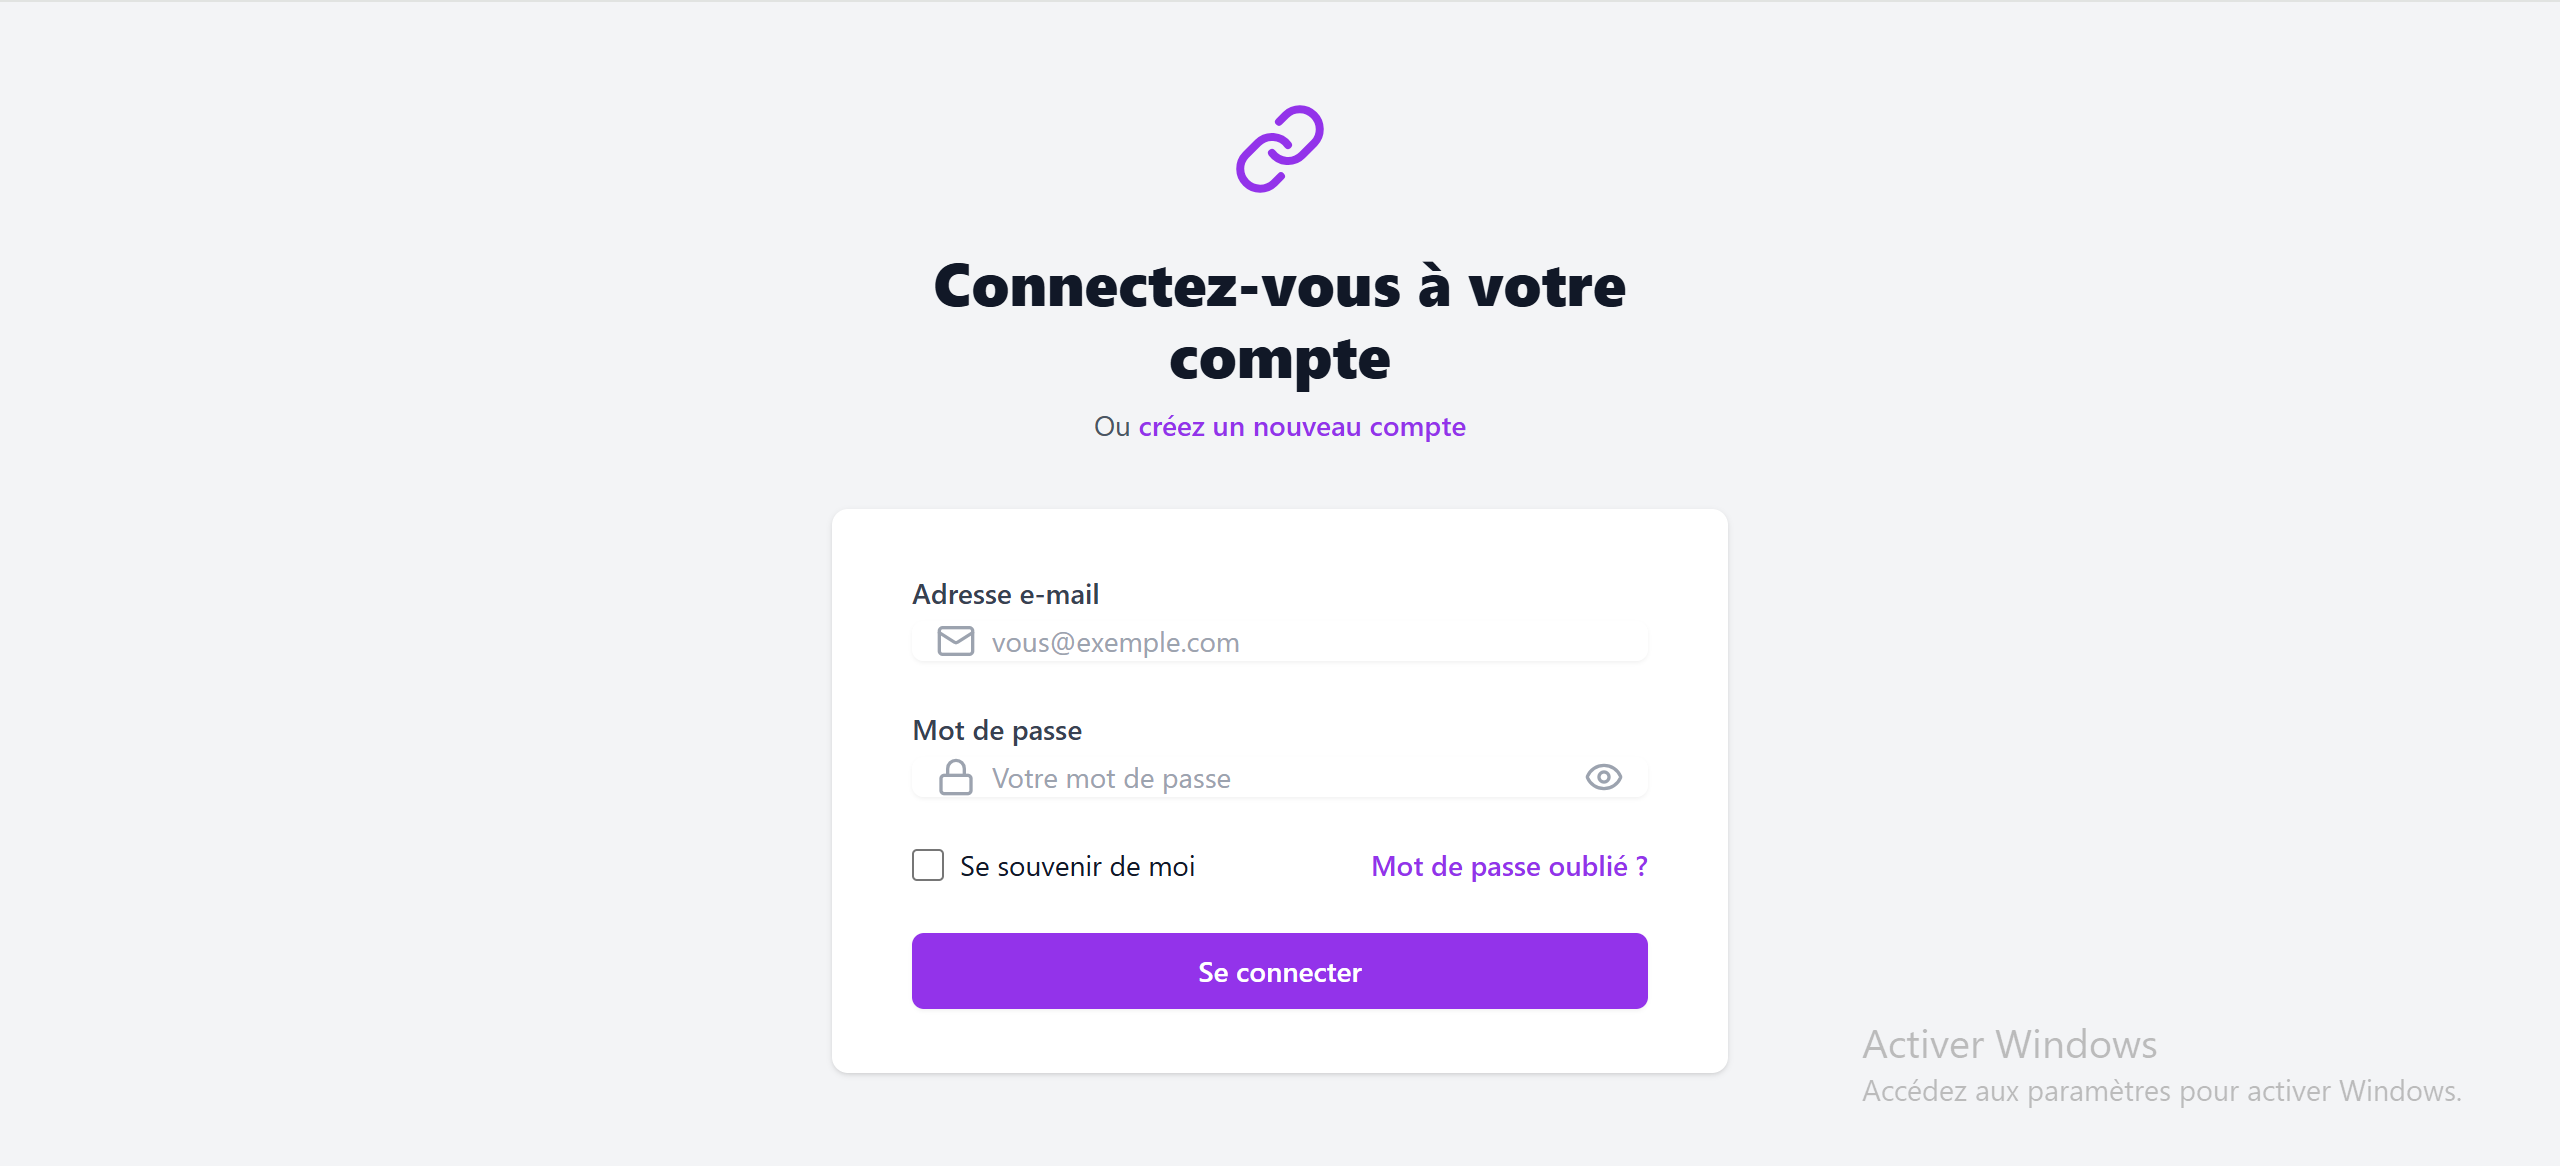 Connectez-vous à votre
compte
Ou créez un nouveau compte
Adresse e-mail
vous@exemple.com
Mot de passe
Votre mot de passe
Se souvenir de moi
Mot de passe oublié ?
Se connecter
Activer Windows
Accédez aux paramètres pour activer Windows.